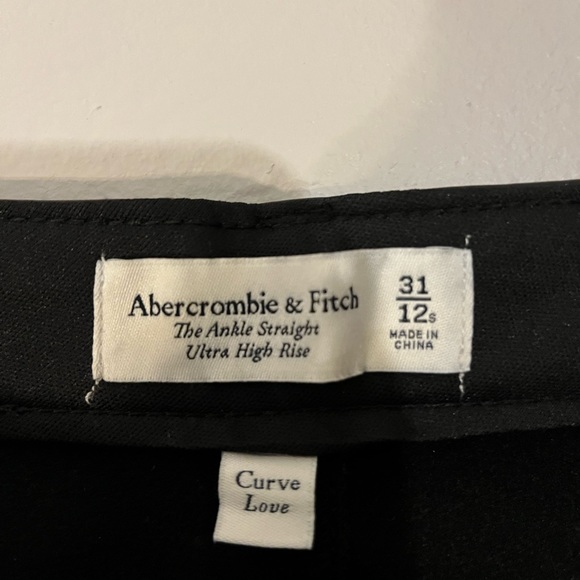 Abercrombie & Fitch
The Ankle Straight
Ultra High Rise
31
12s
MADE IN
CHINA
Curve
Love